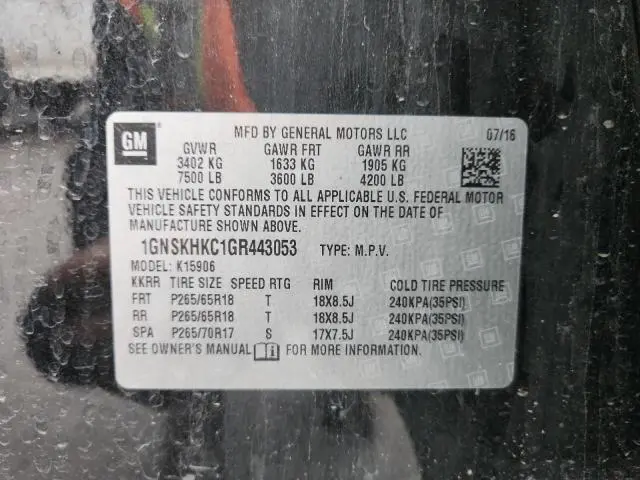 GM
MFD BY GENERAL MOTORS LLC 07/16
GVWR GAWR FRT GAWR RR
3402 KG 1633 KG 1905 KG
7500 LB 3600 LB 4200 LB
THIS VEHICLE CONFORMS TO ALL APPLICABLE U.S. FEDERAL MOTOR
VEHICLE SAFETY STANDARDS IN EFFECT ON THE DATE OF
MANUFACTURE SHOWN ABOVE.
1GNSKHKC1GR443053 TYPE: M.P.V.
MODEL: K15906
KKRR TIRE SIZE SPEED RTG RIM COLD TIRE PRESSURE
FRT P265/65R18 T 18X8.5J 240KPA(35PSI)
RR P265/65R18 T 18X8.5J 240KPA(35PSI)
SPA P265/70R17 S 17X7.5J 240KPA(35PSI)
SEE OWNER'S MANUAL FOR MORE INFORMATION.